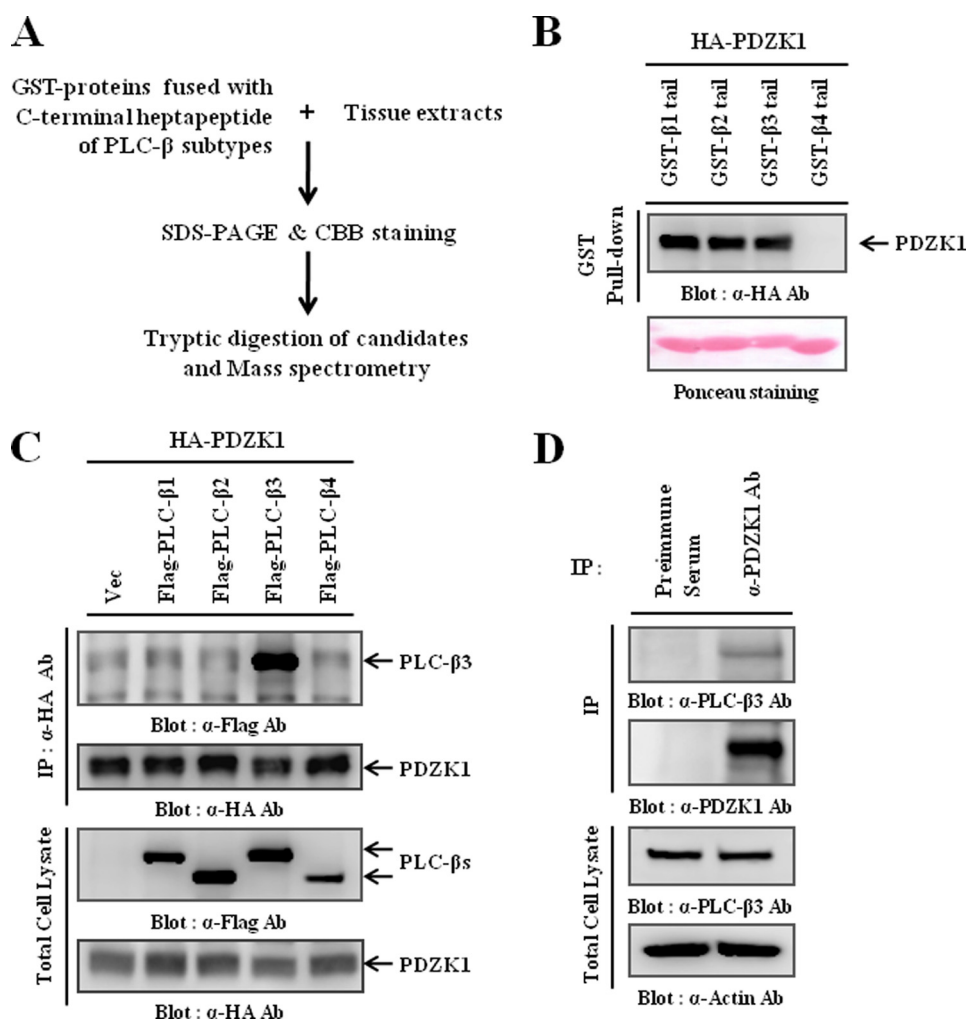 A
GST-proteins fused with
C-terminal heptapeptide
of PLC-β subtypes
+ Tissue extracts
SDS-PAGE & CBB staining
Tryptic digestion of candidates
and Mass spectrometry
B
HA-PDZK1
GST-β1 tail
GST-β2 tail
GST-β3 tail
GST-β4 tail
GST
Pull-down
PDZK1
Blot : α-HA Ab
Ponceau staining
C
HA-PDZK1
Vec
Flag-PLC-β1
Flag-PLC-β2
Flag-PLC-β3
Flag-PLC-β4
IP : α-HA Ab
PLC-β3
Blot : α-Flag Ab
PDZK1
Blot : α-HA Ab
Total Cell Lysate
PLC-βs
Blot : α-Flag Ab
PDZK1
Blot : α-HA Ab
D
IP :
Preimmune
Serum
α-PDZK1 Ab
IP
Blot : α-PLC-β3 Ab
Blot : α-PDZK1 Ab
Total Cell Lysate
Blot : α-PLC-β3 Ab
Blot : α-Actin Ab